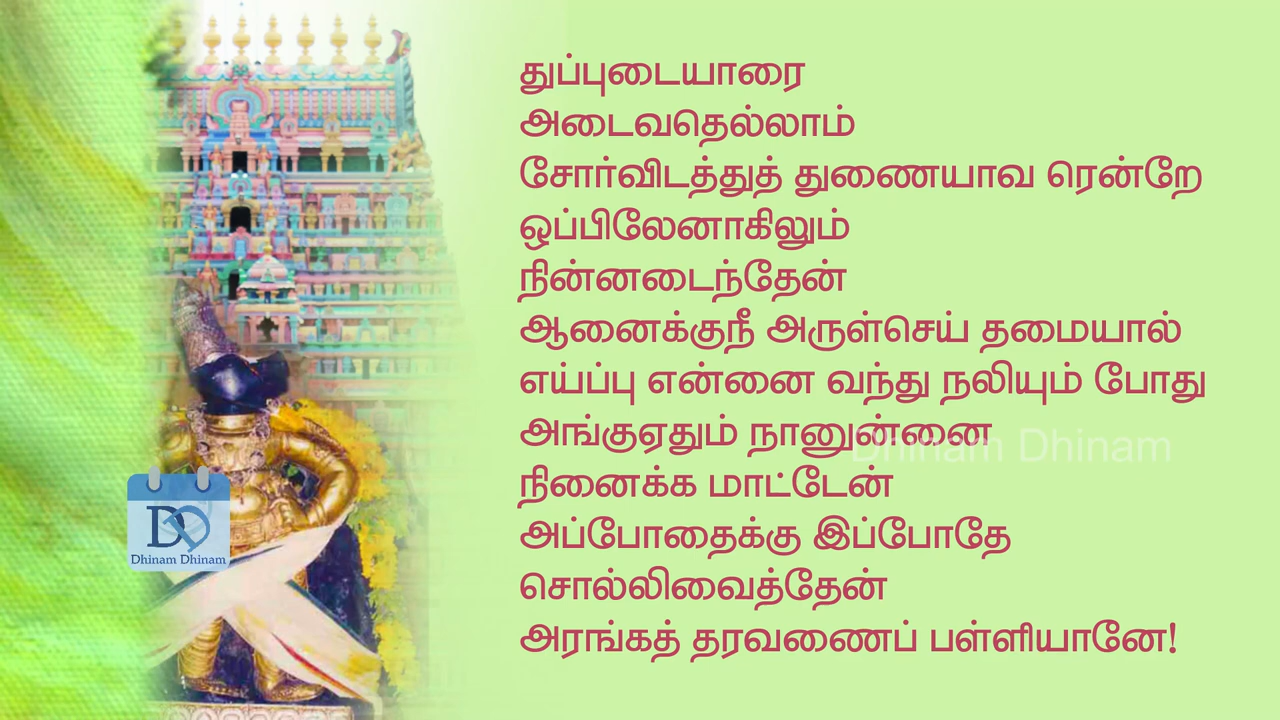 துப்புடையாரை
அடைவதெல்லாம்
சோர்விடத்துத் துணையாவ ரென்றே
ஒப்பிலேனாகிலும்
நின்னடைந்தேன்
ஆனைக்குநீ அருள்செய் தமையால்
எய்ப்பு என்னை வந்து நலியும் போது
அங்குஏதும் நானுன்னை
Dhinam Dhinam
நினைக்க மாட்டேன்
அப்போதைக்கு இப்போதே
சொல்லிவைத்தேன்
அரங்கத் தரவணைப் பள்ளியானே!
DD
Dhinam Dhinam